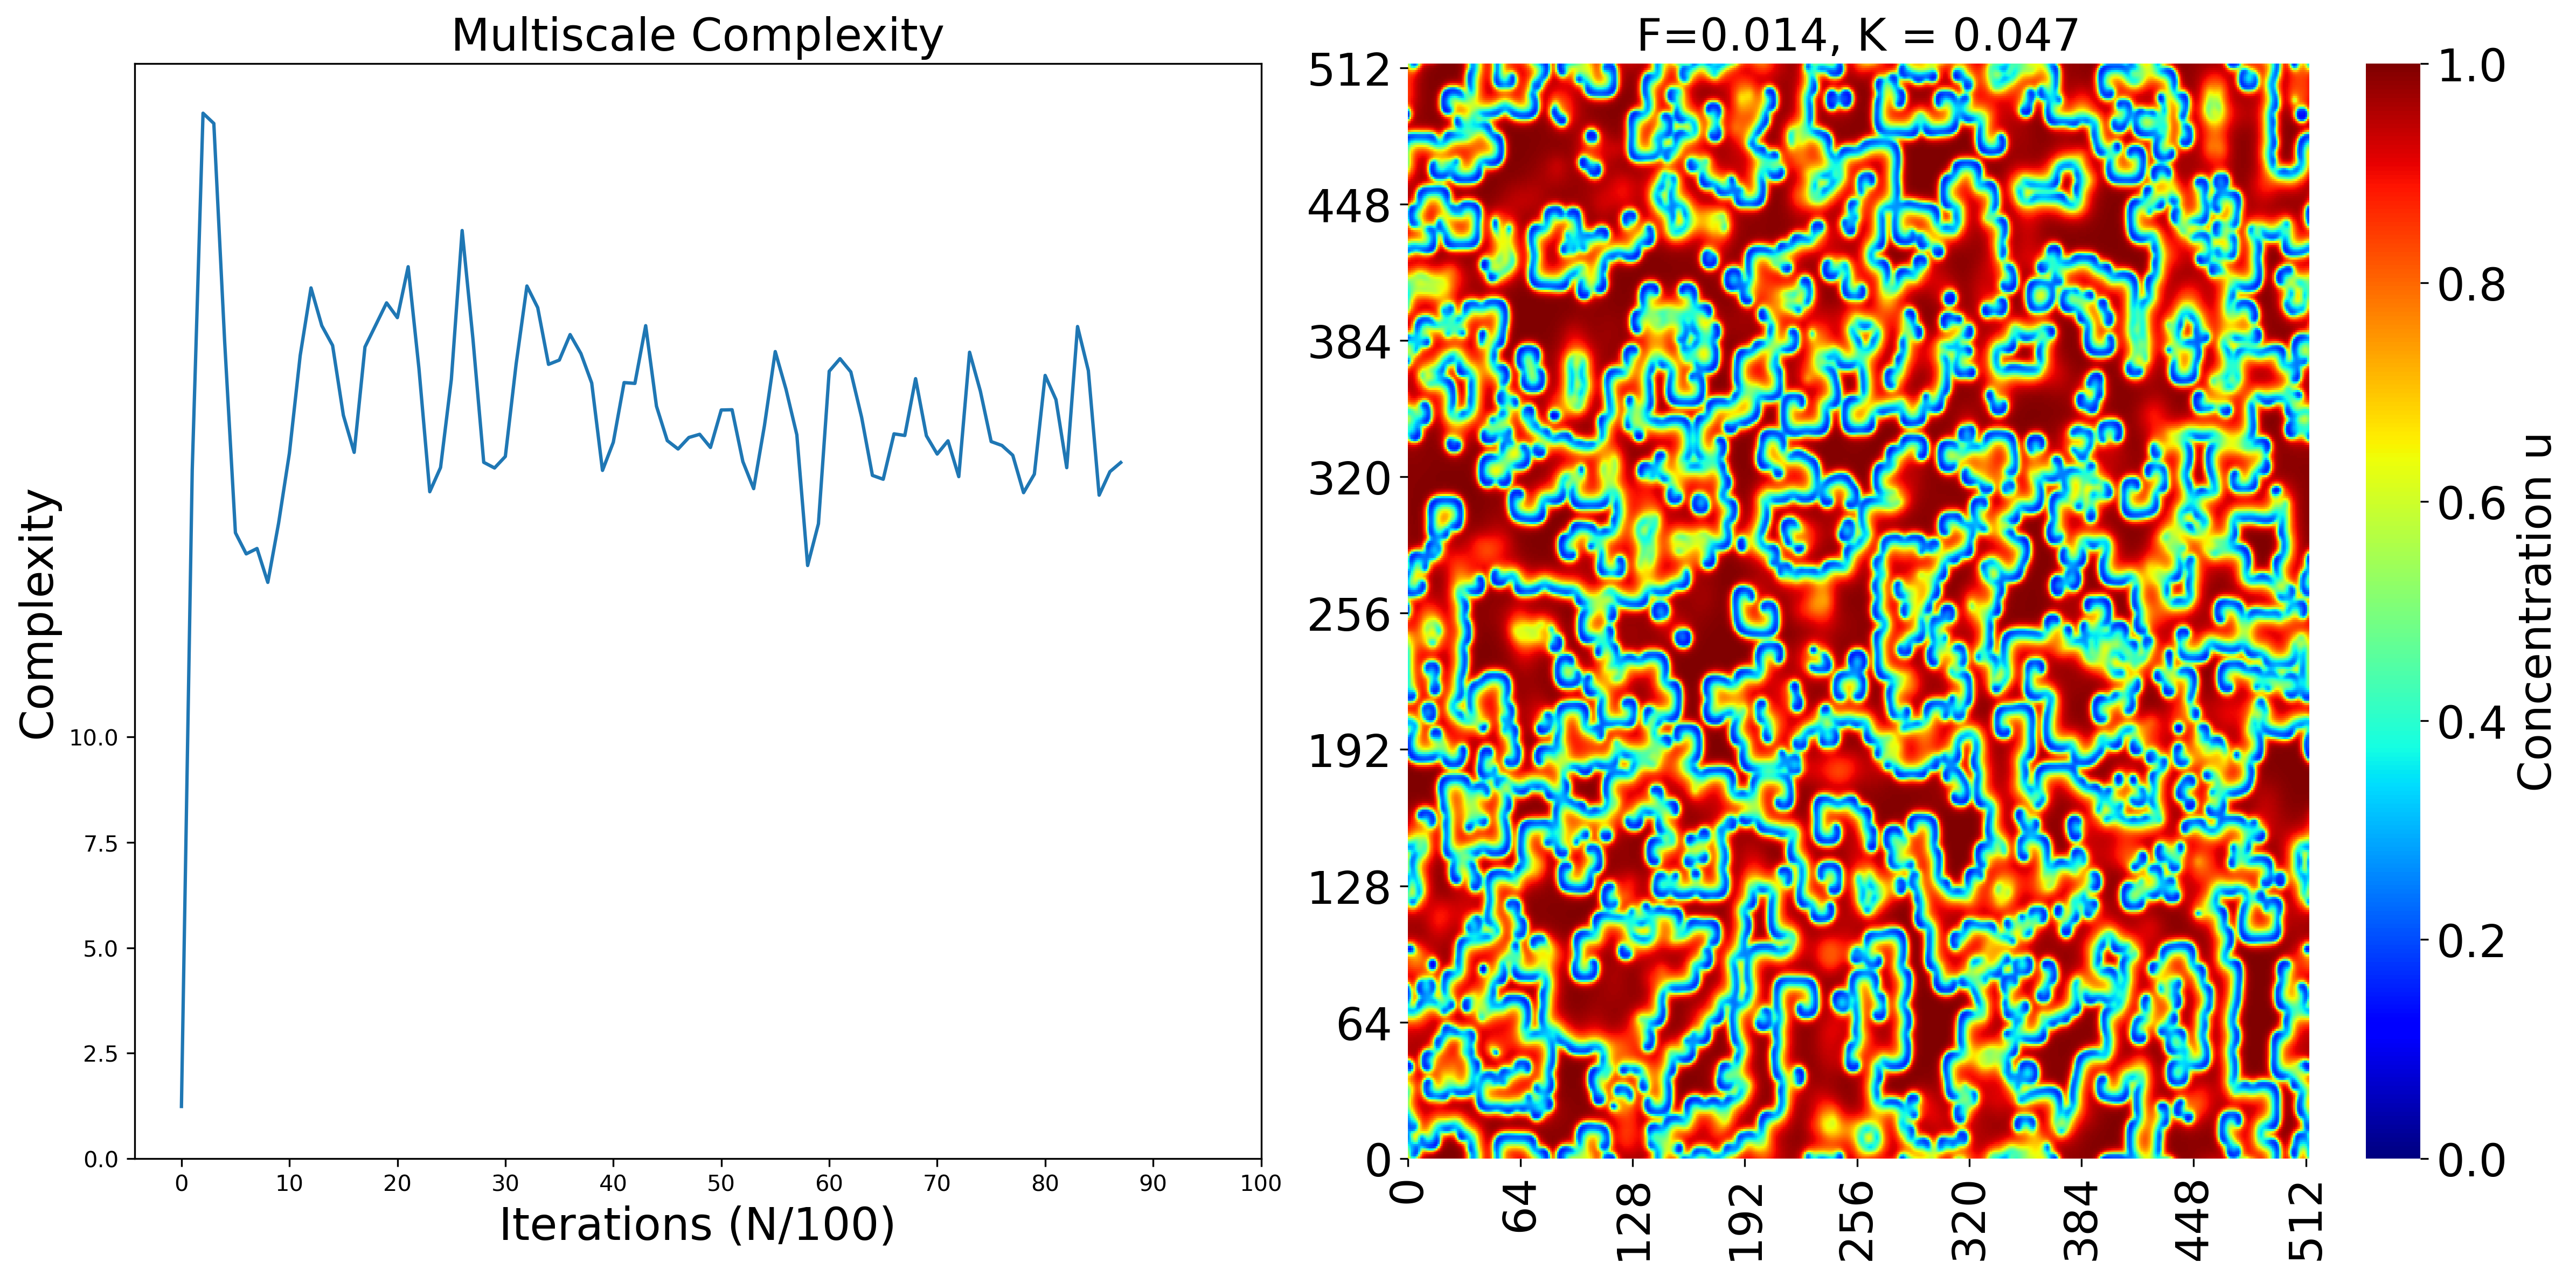 Multiscale Complexity
Complexity
10.0
7.5
5.0
2.5
0.0
0 10 20 30 40 50 60 70 80 90 100
Iterations (N/100)
F=0.014, K = 0.047
512
448
384
320
256
192
128
64
0
0 64 128 192 256 320 384 448 512
1.0
0.8
0.6
0.4
0.2
0.0
Concentration u